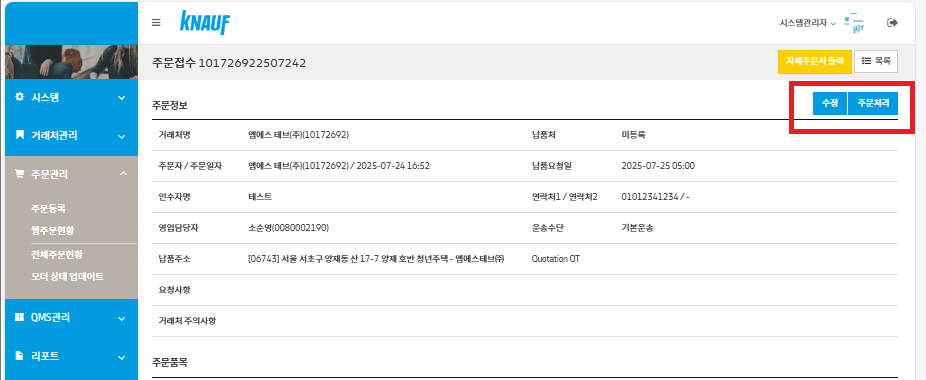 KNAUF
시스템관리자
주문접수 101726922507242
자재주문서 출력
목록
수정
주문처리
시스템
거래처관리
주문관리
주문등록
웹주문현황
전체주문현황
오더 상태 업데이트
QMS관리
리포트
주문정보
거래처명 엠에스 테브(주)(10172692) 납품처 미등록
주문자 / 주문일자 엠에스 테브(주)(10172692) / 2025-07-24 16:52 납품요청일 2025-07-25 05:00
인수자명 테스트 연락처1 / 연락처2 01012341234 / -
영업담당자 소순영(0080002190) 운송수단 기본운송
납품주소 [06743] 서울 서초구 양재동 산 17-7 양재 호반 청년주택 - 엠에스테브㈜ Quotation QT
요청사항
거래처 주의사항
주문품목